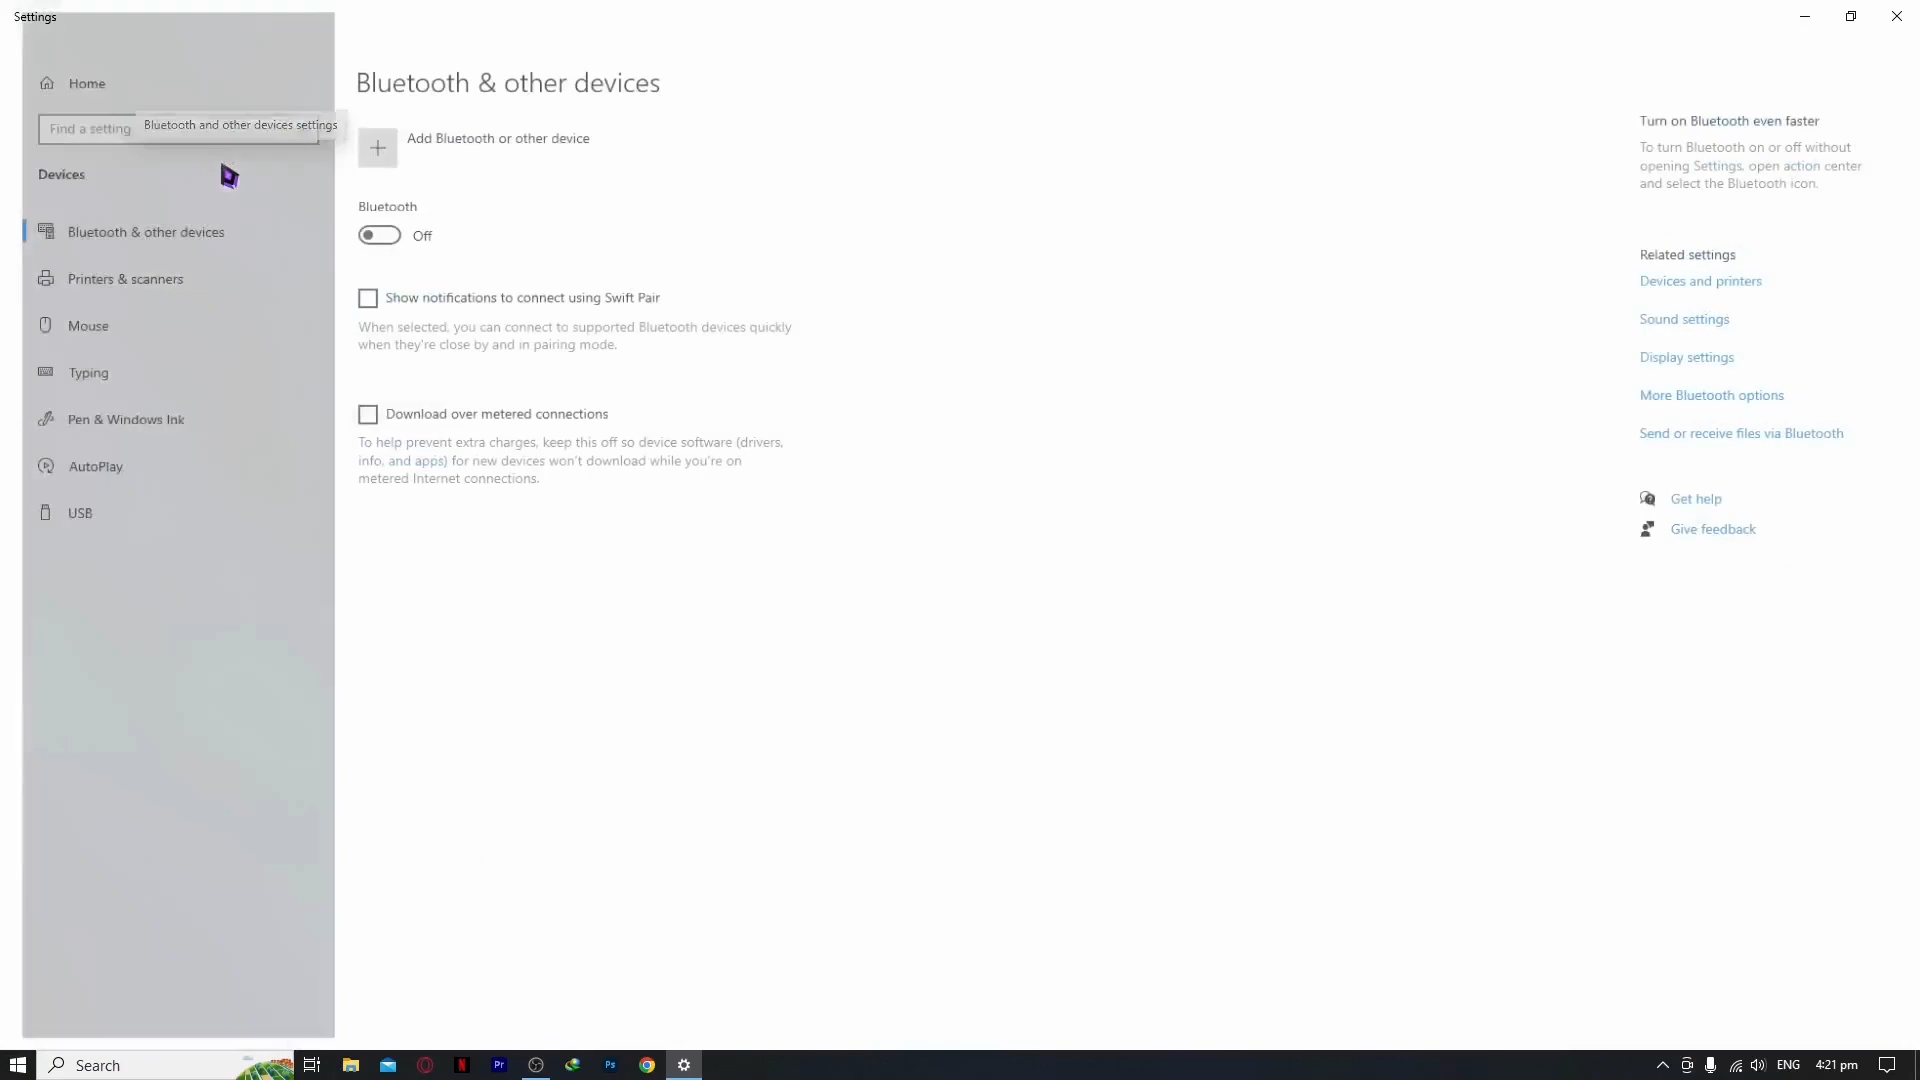 Settings
Home
Find a setting
Bluetooth and other devices settings
Devices
Bluetooth & other devices
Printers & scanners
Mouse
Typing
Pen & Windows Ink
AutoPlay
USB
Bluetooth & other devices
Add Bluetooth or other device
Bluetooth
Off
Show notifications to connect using Swift Pair
When selected, you can connect to supported Bluetooth devices quickly
when they're close by and in pairing mode.
Download over metered connections
To help prevent extra charges, keep this off so device software (drivers,
info, and apps) for new devices won't download while you're on
metered Internet connections.
Turn on Bluetooth even faster
To turn Bluetooth on or off without
opening Settings, open action center
and select the Bluetooth icon.
Related settings
Devices and printers
Sound settings
Display settings
More Bluetooth options
Send or receive files via Bluetooth
Get help
Give feedback
Search
N
Pr
Ps
ENG
4:21 pm